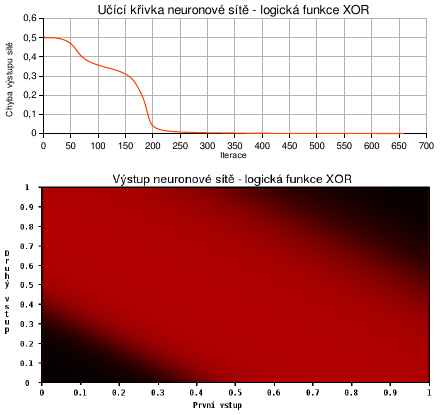 Učící křivka neuronové sítě - logická funkce XOR
0,6
0,5
0,4
0,3
0,2
0,1
0
Chyba výstupu sítě
0 50 100 150 200 250 300 350 400 450 500 550 600 650 700
Iterace
Výstup neuronové sítě - logická funkce XOR
1
0.9
0.8
0.7
0.6
0.5
0.4
0.3
0.2
0.1
0
Druhý vstup
0 0.1 0.2 0.3 0.4 0.5 0.6 0.7 0.8 0.9 1
První vstup